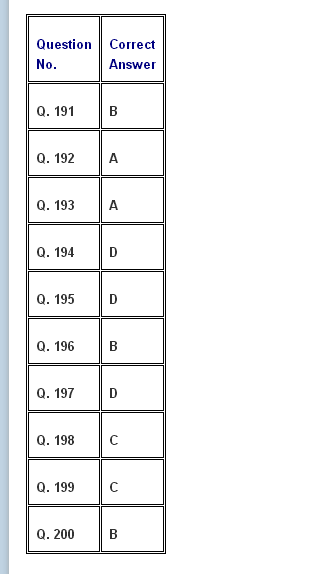 Question No. Correct Answer
Q. 191 B
Q. 192 A
Q. 193 A
Q. 194 D
Q. 195 D
Q. 196 B
Q. 197 D
Q. 198 C
Q. 199 C
Q. 200 B